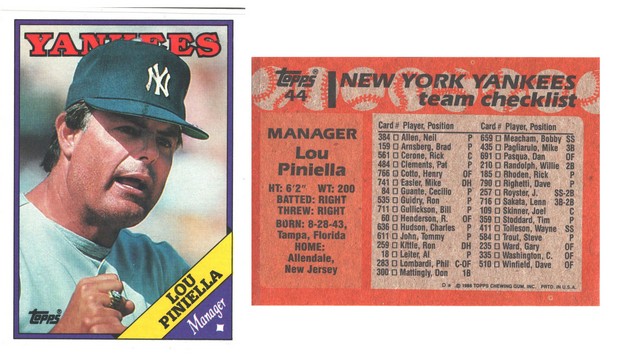 YANKEES
NY
LOU
PINIELLA
Manager
Topps
Topps
44
NEW YORK YANKEES
team checklist
MANAGER
Lou
Piniella
HT: 6'2" WT: 200
BATTED: RIGHT
THREW: RIGHT
BORN: 8-28-43,
Tampa, Florida
HOME:
Allendale,
New Jersey
Card # Player, Position
384 Allen, Neil P
159 Arnsberg, Brad P
561 Cerone, Rick C
484 Clements, Pat P
766 Cotto, Henry OF
741 Easler, Mike DH
84 Guante, Cecilio P
535 Guidry, Ron P
711 Gullickson, Bill P
60 Henderson, R. OF
636 Hudson, Charles P
611 John, Tommy P
259 Kittle, Ron DH
18 Leiter, Al P
283 Lombardi, Phil C-OF
300 Mattingly, Don 1B
Card # Player, Position
659 Meacham, Bobby SS
435 Pagliarulo, Mike 3B
691 Pasqua, Dan OF
210 Randolph, Willie 2B
185 Rhoden, Rick P
790 Righetti, Dave P
257 Royster, J. SS-2B
716 Sakata, Lenn 3B-2B
109 Skinner, Joel C
359 Stoddard, Tim P
411 Tolleson, Wayne SS
584 Trout, Steve P
235 Ward, Gary OF
335 Washington, C. OF
510 Winfield, Dave OF
© 1988 TOPPS CHEWING GUM, INC. PRTD. IN U.S.A.